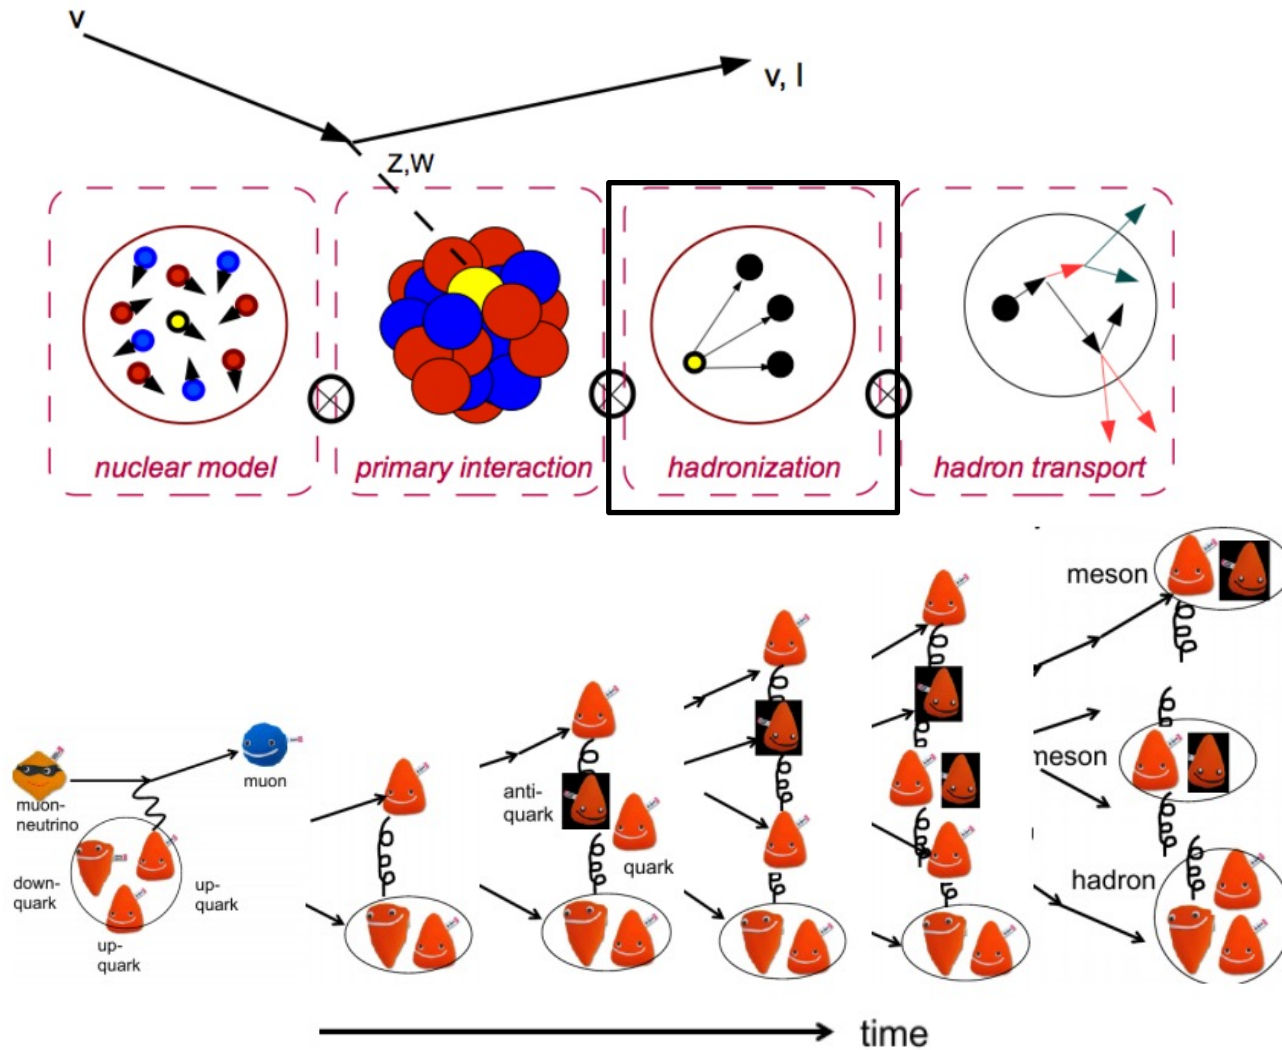 v
v, l
Z,W
nuclear model
primary interaction
hadronization
hadron transport
meson
muon
muon-
neutrino
anti-
quark
meson
down-
quark
up-
quark
quark
hadron
up-
quark
time